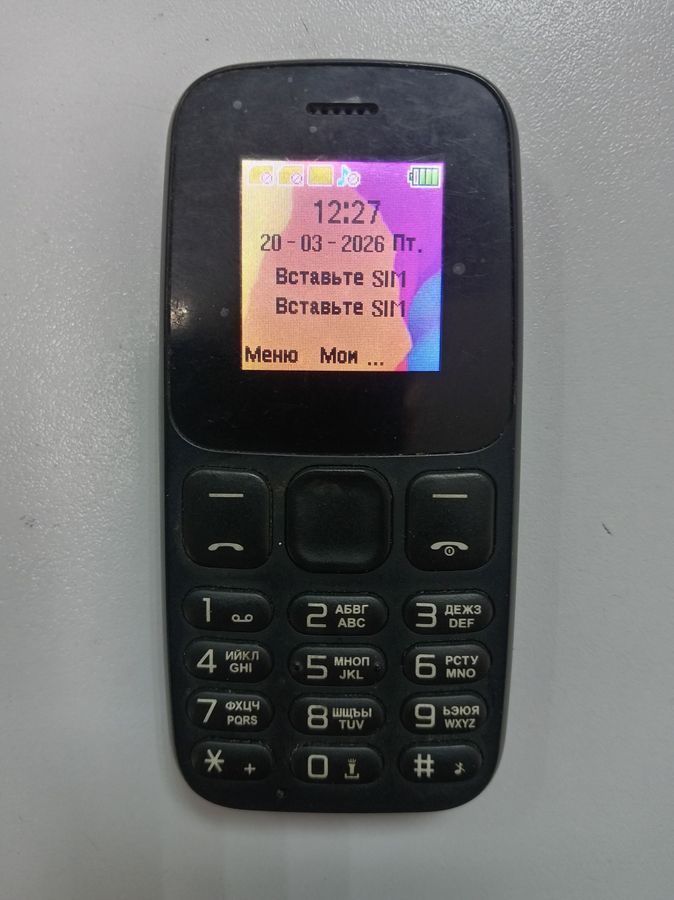 12:27
20-03-2026 Пт.
Вставьте SIM
Вставьте SIM
Меню Мои ...
1 2 АБВГ ABC 3 ДЕЖЗ DEF
4 ИЙКЛ GHI 5 МНОП JKL 6 РСТУ MNO
7 ФХЦЧ PQRS 8 ШЩЪЫ TUV 9 ЬЭЮЯ WXYZ
* + 0 #